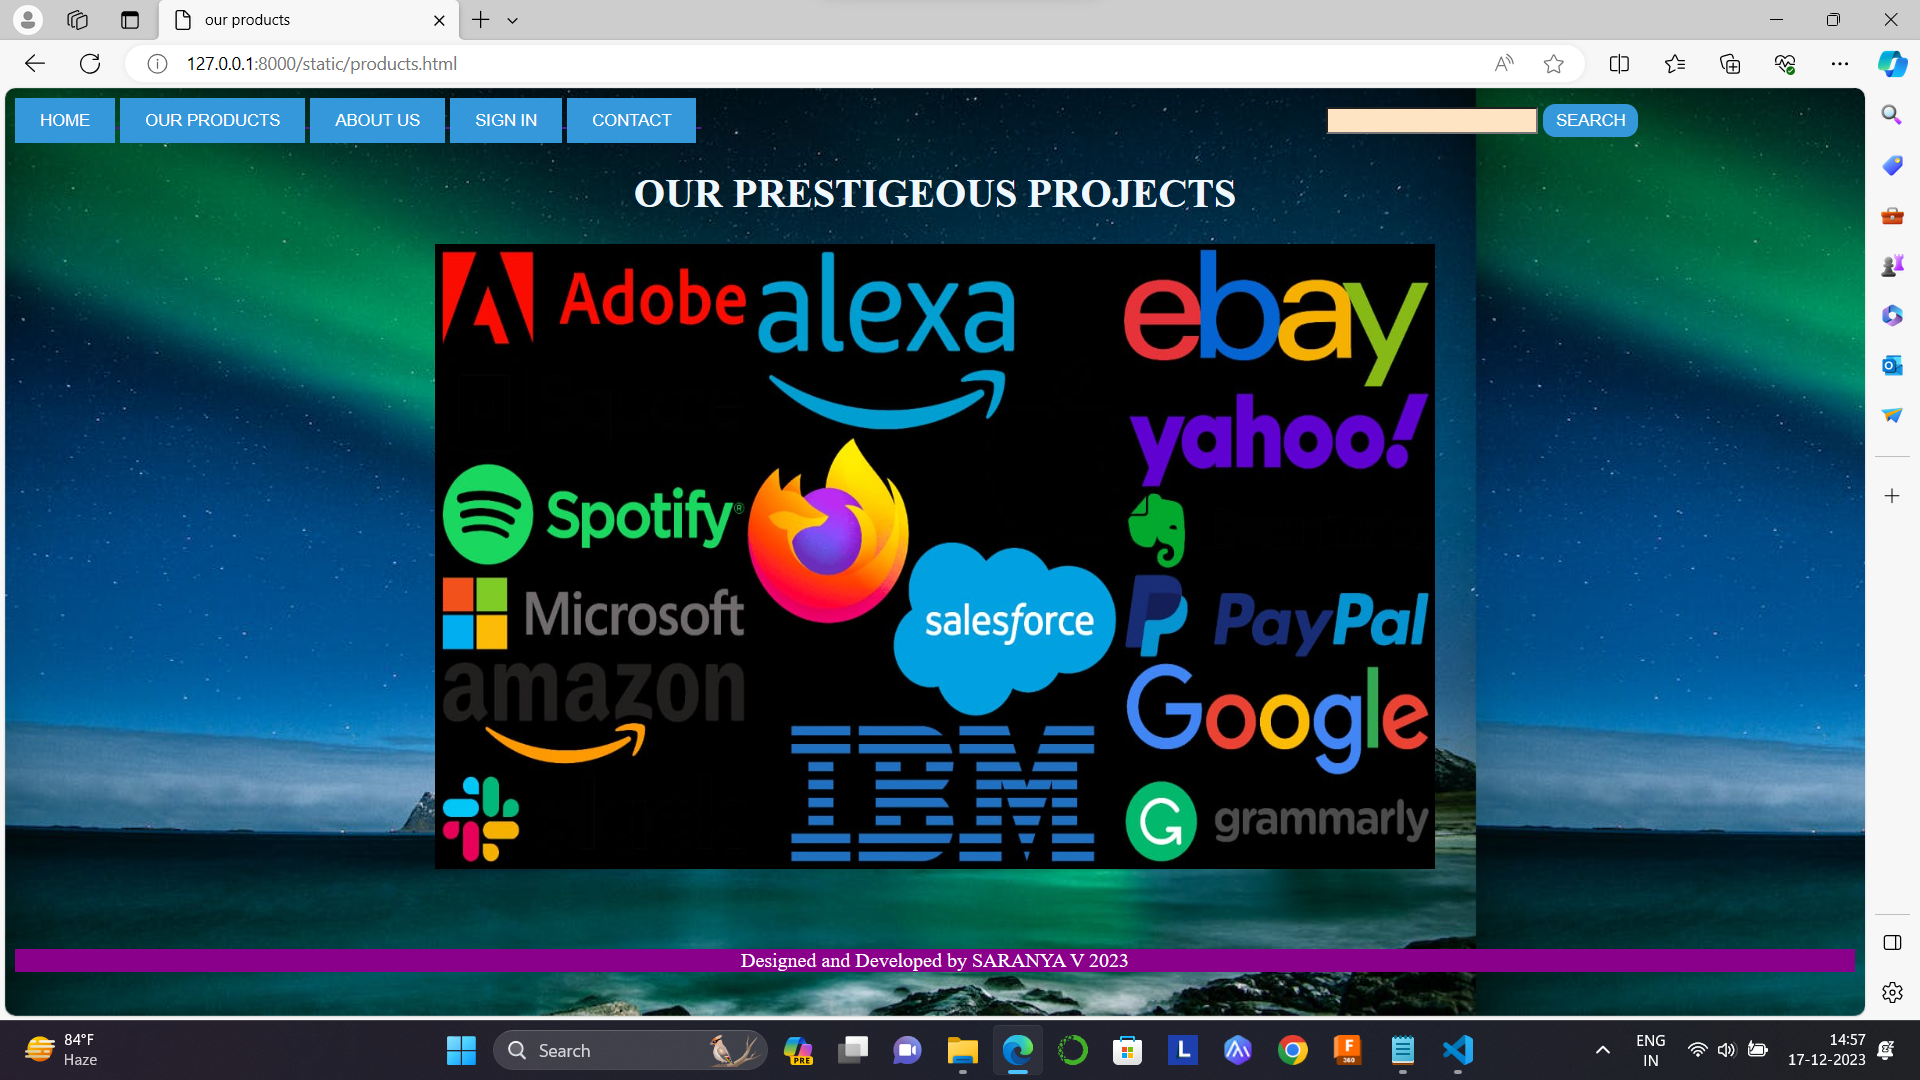 our products
127.0.0.1:8000/static/products.html
HOME OUR PRODUCTS ABOUT US SIGN IN CONTACT SEARCH
OUR PRESTIGEOUS PROJECTS
Adobe alexa ebay
yahoo!
Spotify®
salesforce
Microsoft PayPal
amazon Google
IBM
G grammarly
Designed and Developed by SARANYA V 2023
84°F
Haze
Search
PRE
L
F
360
ENG
IN
14:57
17-12-2023